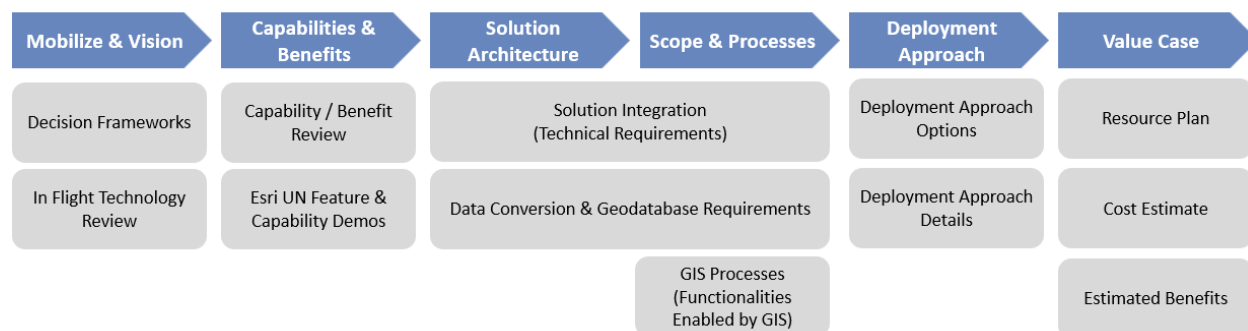 Mobilize & Vision
Capabilities &
Benefits
Solution
Architecture
Scope & Processes
Deployment
Approach
Value Case
Decision Frameworks
Capability / Benefit
Review
Solution Integration
(Technical Requirements)
Deployment Approach
Options
Resource Plan
In Flight Technology
Review
Esri UN Feature &
Capability Demos
Data Conversion & Geodatabase Requirements
Deployment Approach
Details
Cost Estimate
GIS Processes
(Functionalities
Enabled by GIS)
Estimated Benefits